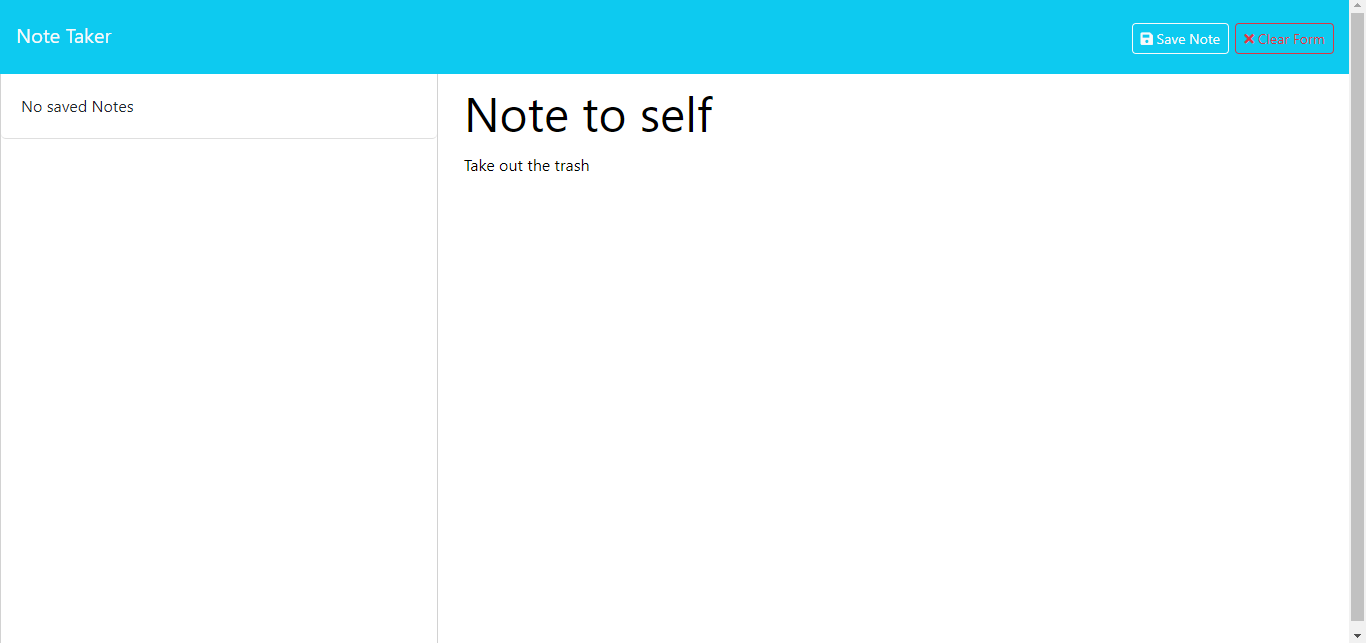 Note Taker
Save Note
Clear Form
No saved Notes
Note to self
Take out the trash